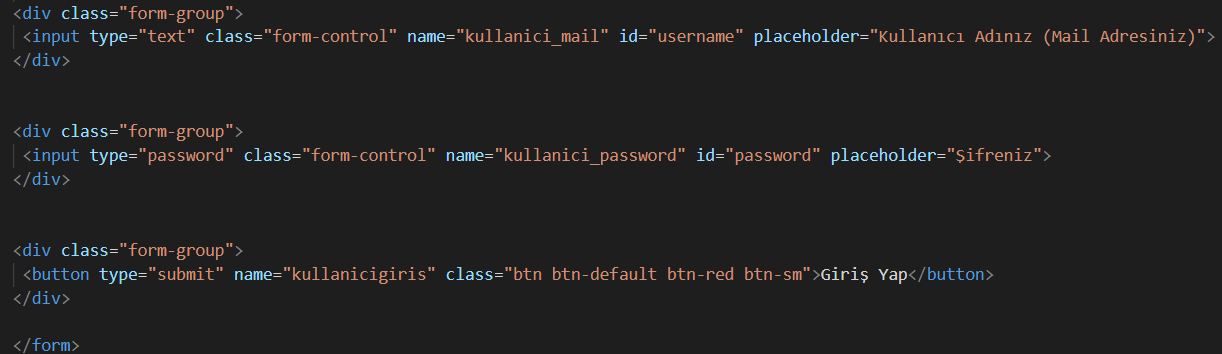 <div class="form-group">
<input type="text" class="form-control" name="kullanici_mail" id="username" placeholder="Kullanıcı Adınız (Mail Adresiniz)">
</div>
<div class="form-group">
<input type="password" class="form-control" name="kullanici_password" id="password" placeholder="Şifreniz">
</div>
<div class="form-group">
<button type="submit" name="kullanicigiris" class="btn btn-default btn-red btn-sm">Giriş Yap</button>
</div>
</form>